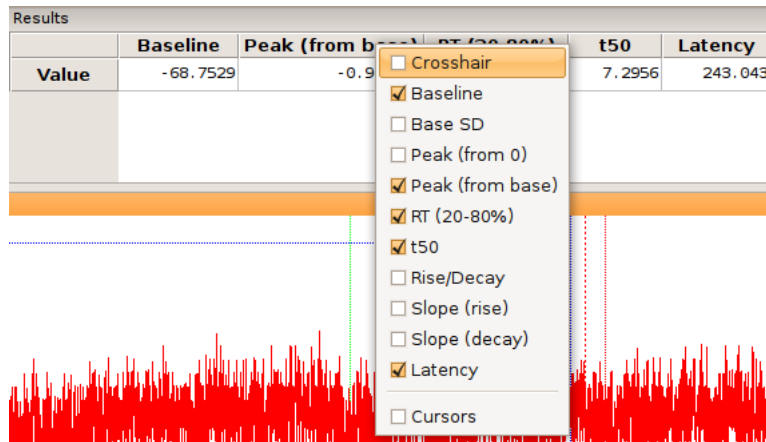 Results
Baseline Peak (from base) RT (20-80%) t50 Latency
Value -68.7529 -0.9 7.2956 243.043
Crosshair
Baseline
Base SD
Peak (from 0)
Peak (from base)
RT (20-80%)
t50
Rise/Decay
Slope (rise)
Slope (decay)
Latency
Cursors